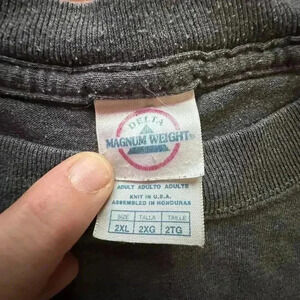 DELTA
MAGNUM WEIGHT®
ADULT ADULTO ADULTE
KNIT IN U.S.A.
ASSEMBLED IN HONDURAS
SIZE TALLA TAILLE
2XL 2XG 2TG